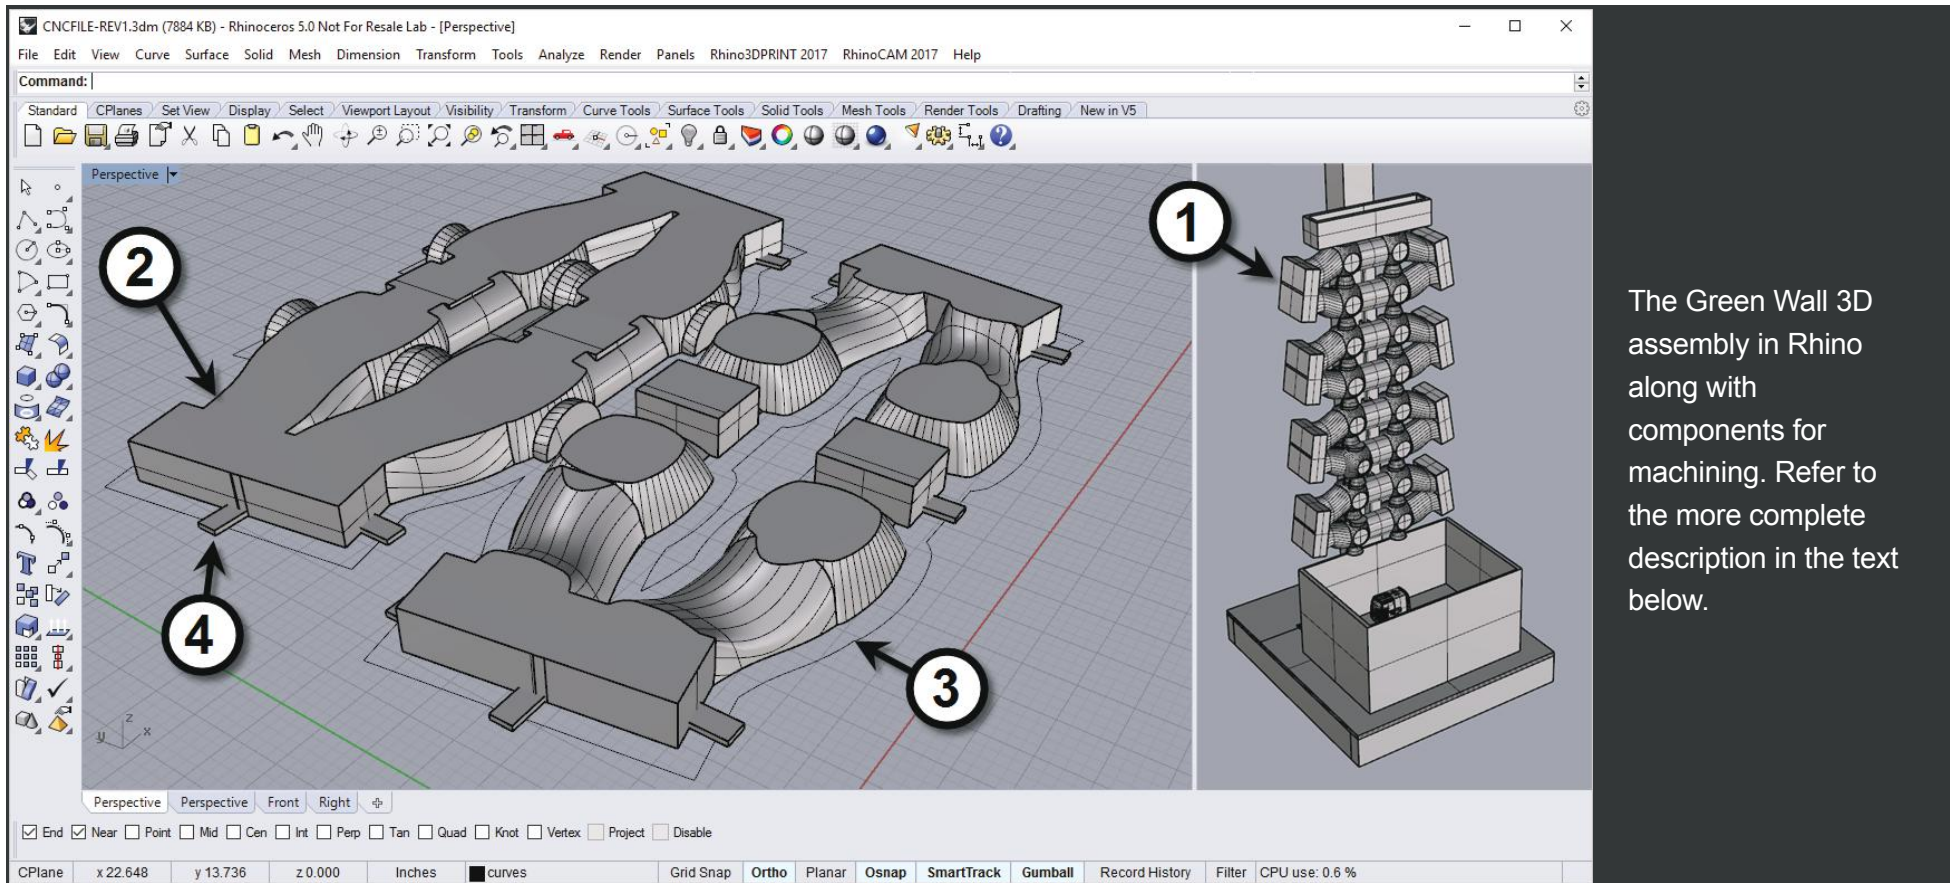 CNCFILE-REV1.3dm (7884 KB) - Rhinoceros 5.0 Not For Resale Lab - [Perspective]
File Edit View Curve Surface Solid Mesh Dimension Transform Tools Analyze Render Panels Rhino3DPRINT 2017 RhinoCAM 2017 Help
Command:
Standard CPlanes Set View Display Select Viewport Layout Visibility Transform Curve Tools Surface Tools Solid Tools Mesh Tools Render Tools Drafting New in V5
Perspective
1
2
3
4
z
y x
The Green Wall 3D
assembly in Rhino
along with
components for
machining. Refer to
the more complete
description in the text
below.
Perspective Perspective Front Right
End Near Point Mid Cen Int Perp Tan Quad Knot Vertex Project Disable
CPlane x 22.648 y 13.736 z 0.000 Inches curves Grid Snap Ortho Planar Osnap SmartTrack Gumball Record History Filter CPU use: 0.6 %